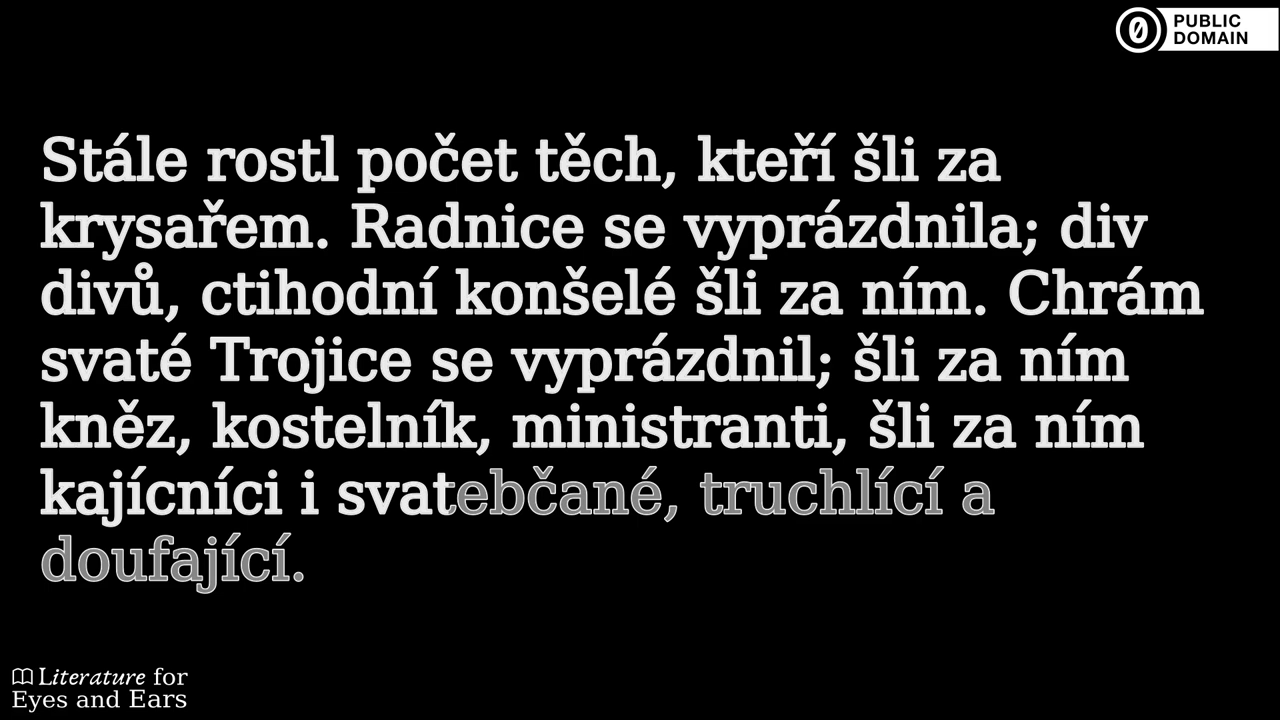 PUBLIC
DOMAIN
Stále rostl počet těch, kteří šli za
krysařem. Radnice se vyprázdnila; div
divů, ctihodní konšelé šli za ním. Chrám
svaté Trojice se vyprázdnil; šli za ním
kněz, kostelník, ministranti, šli za ním
kajícníci i svatebčané, truchlící a
doufající.
Literature for
Eyes and Ears